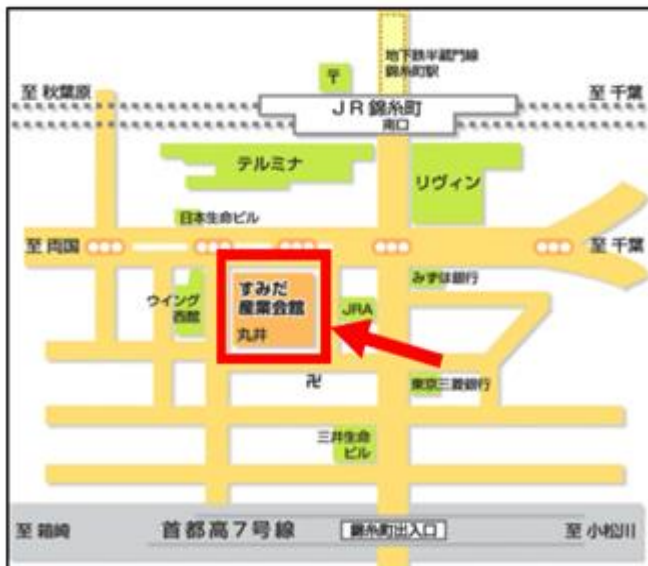 地下鉄半蔵門線
錦糸町駅
〒
至 秋葉原
JR錦糸町
南口
至 千葉
テルミナ
リヴィン
日本生命ビル
至 両国
至 千葉
すみだ
産業会館
丸井
ウイング
西館
JRA
みずほ銀行
卍
東京三菱銀行
三井生命
ビル
至 箱崎
首都高7号線
錦糸町出入口
至 小松川